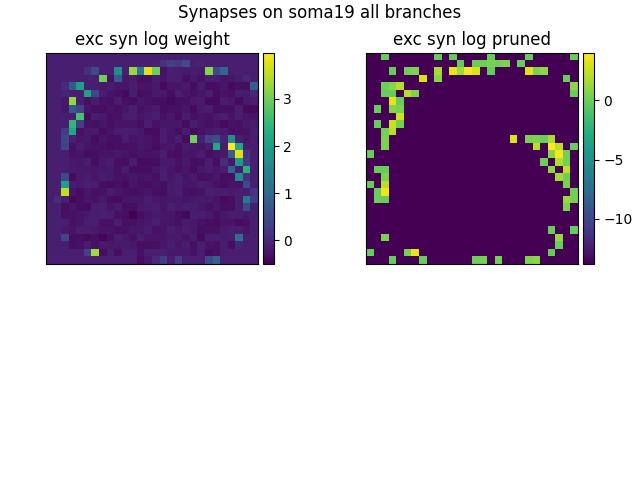 Synapses on soma19 all branches
exc syn log weight
exc syn log pruned
3
2
1
0
0
−5
−10